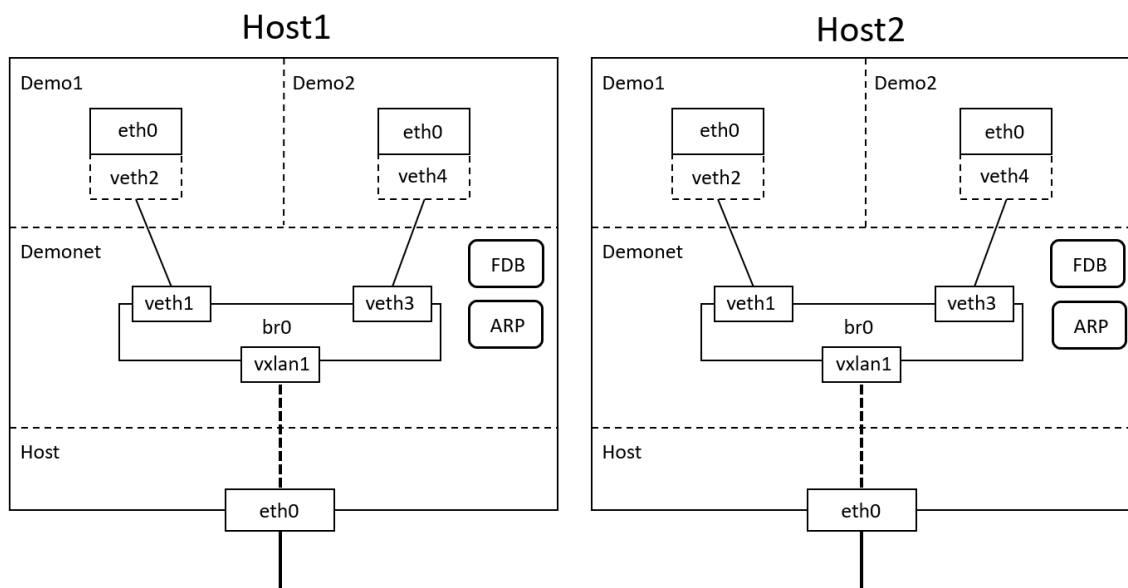 Host1
Demo1
Demo2
eth0
eth0
veth2
veth4
Demonet
FDB
veth1
veth3
ARP
br0
vxlan1
Host
eth0
Host2
Demo1
Demo2
eth0
eth0
veth2
veth4
Demonet
FDB
veth1
veth3
ARP
br0
vxlan1
Host
eth0